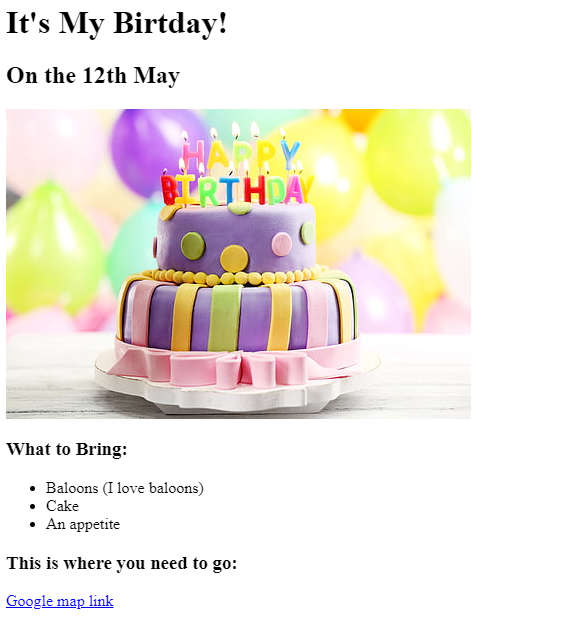 It's My Birtday!
On the 12th May
HAPPY
BIRTHDAY
What to Bring:
Baloons (I love baloons)
Cake
An appetite
This is where you need to go:
Google map link